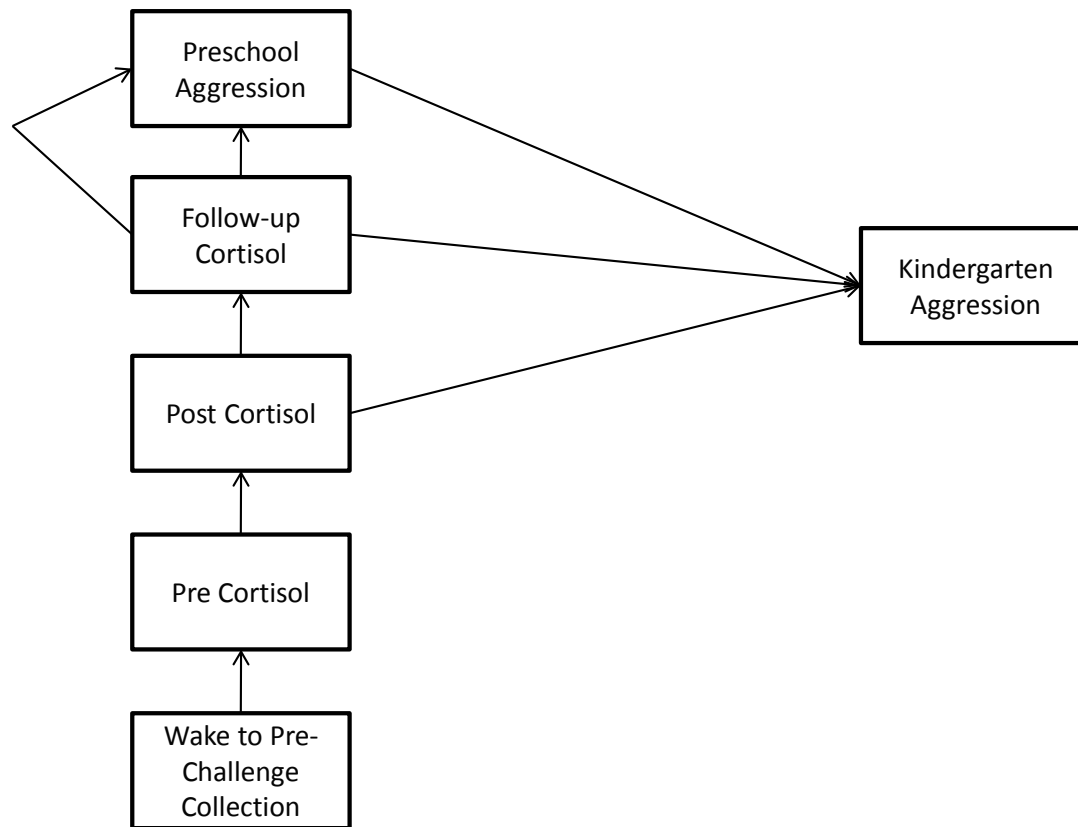 Preschool
Aggression
Follow-up
Cortisol
Kindergarten
Aggression
Post Cortisol
Pre Cortisol
Wake to Pre-
Challenge
Collection